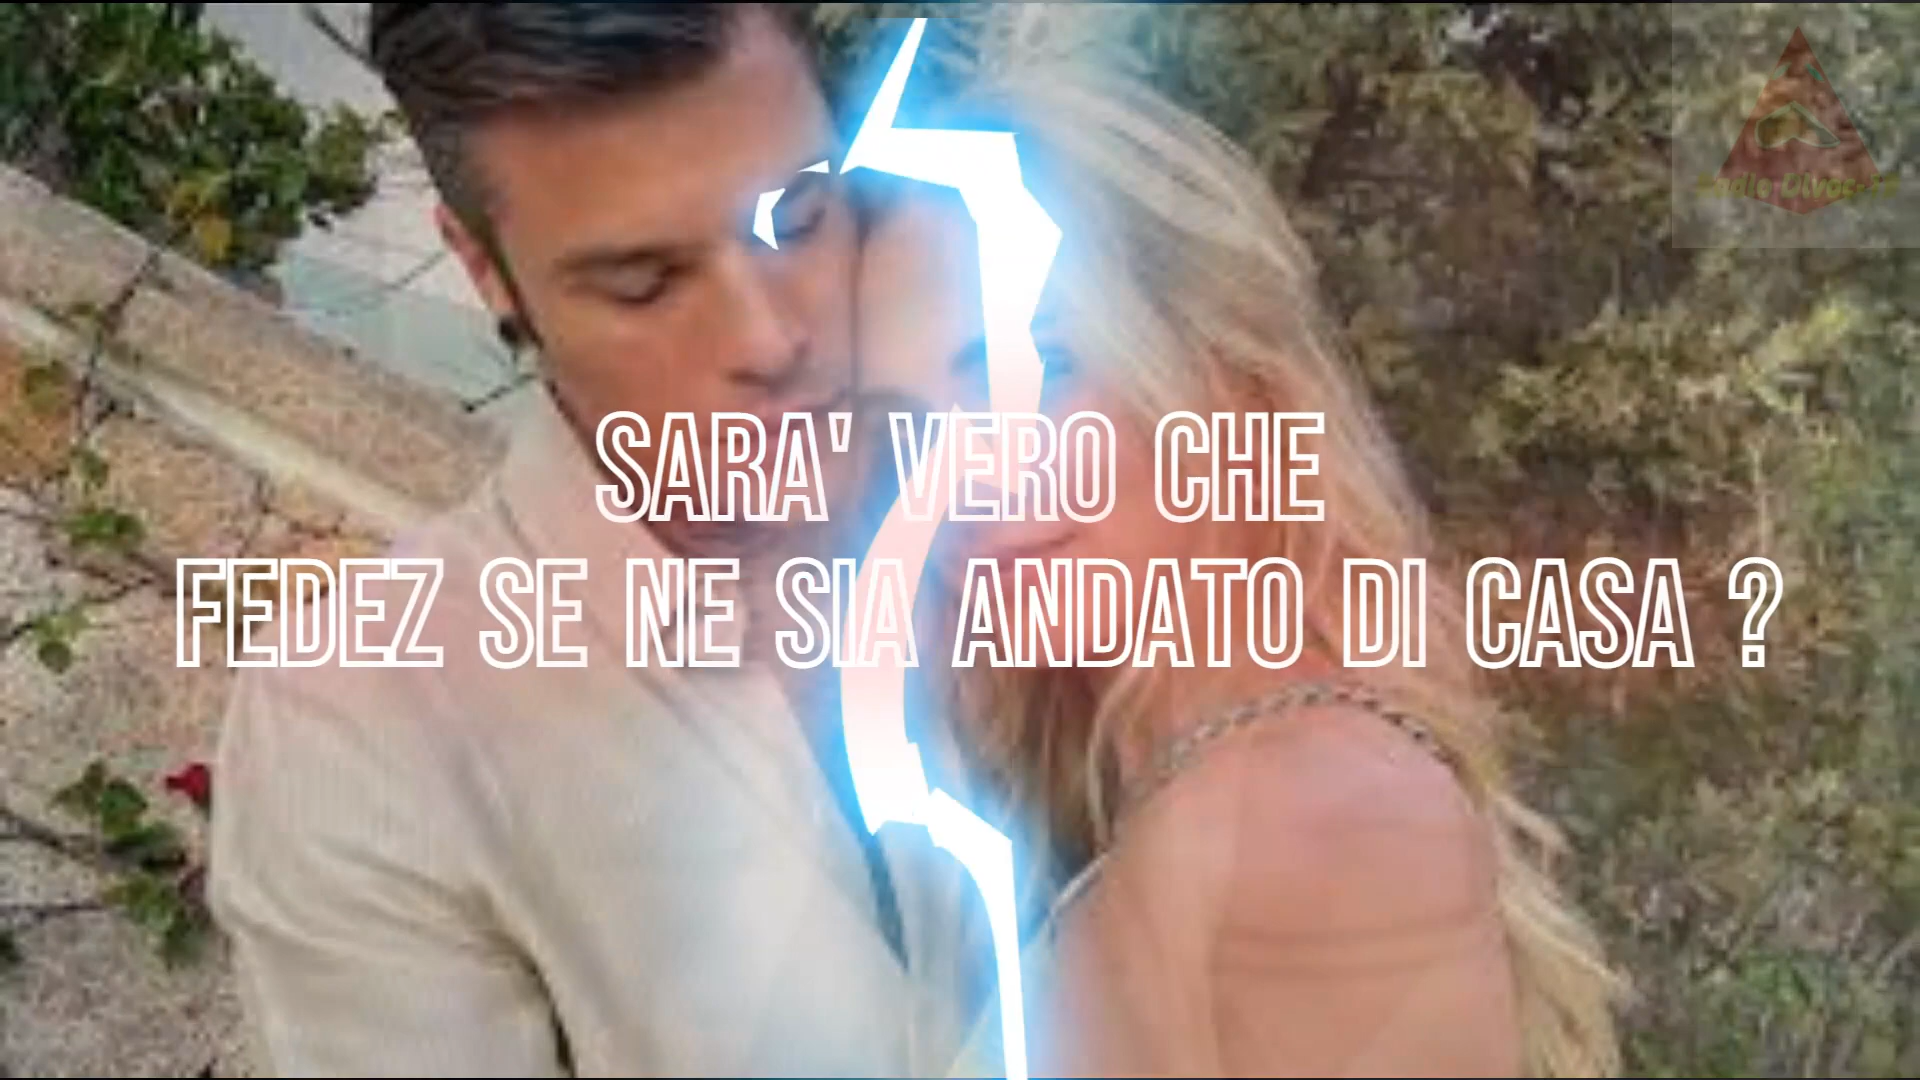 SARA' VERO CHE
FEDEZ SE NE SIA ANDATO DI CASA ?